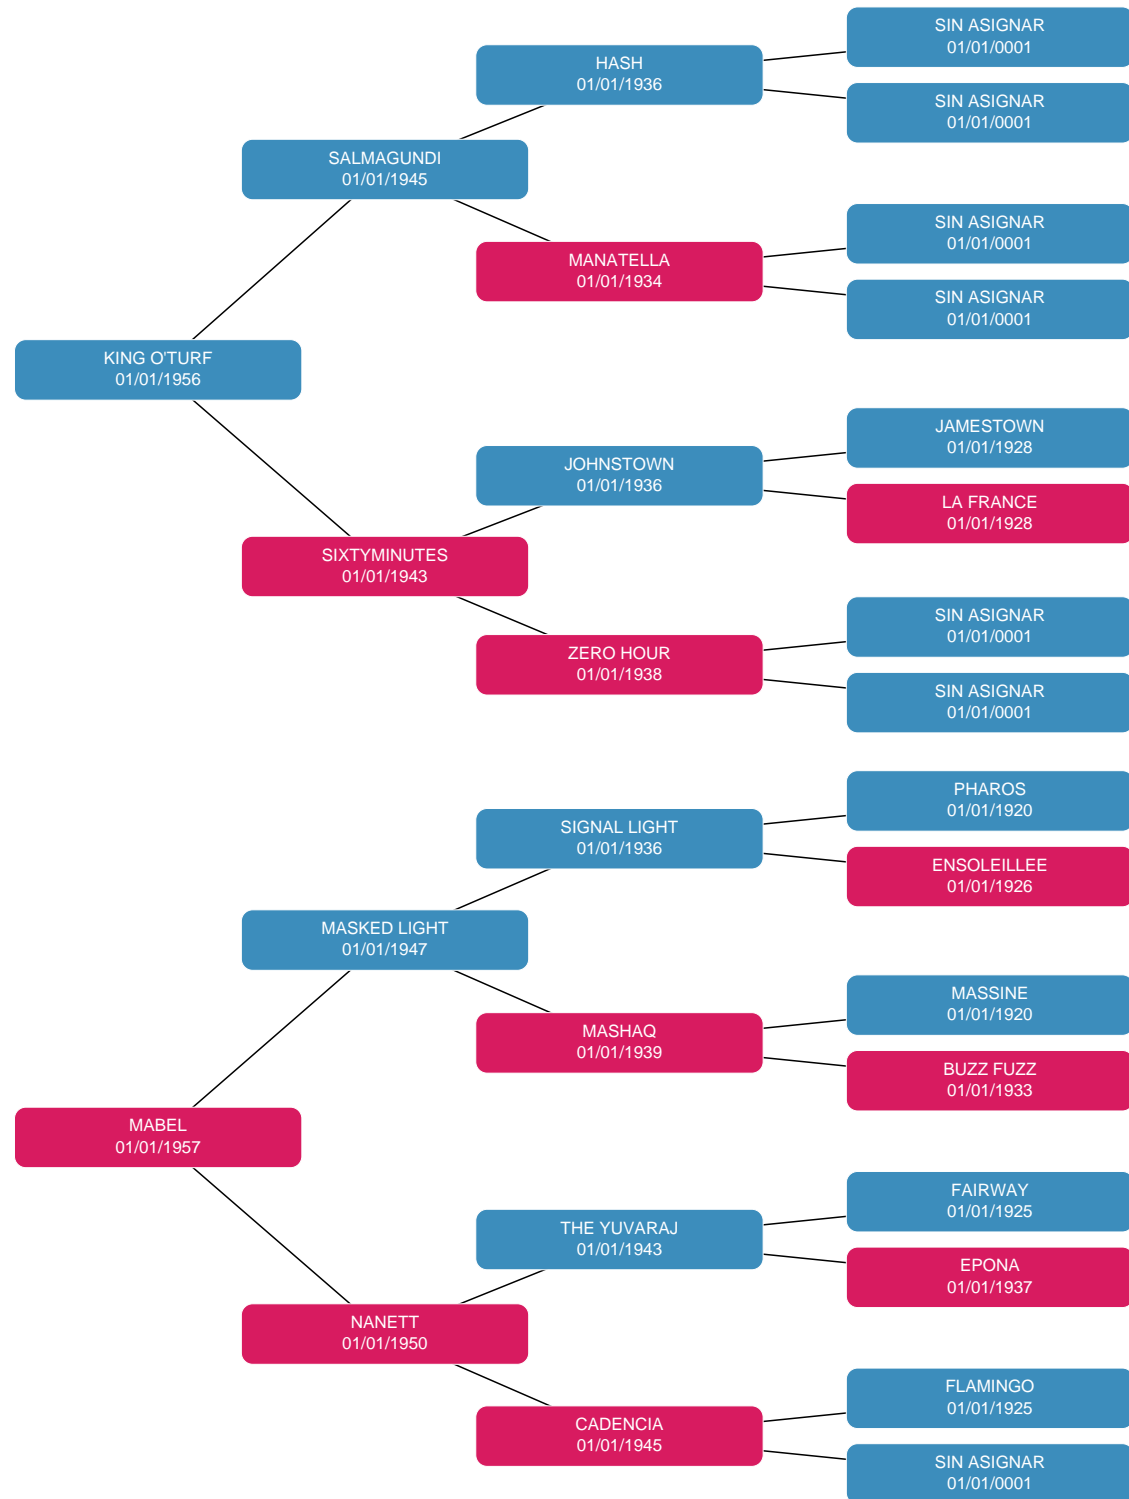 SIN ASIGNAR
01/01/0001
HASH
01/01/1936
SIN ASIGNAR
01/01/0001
SALMAGUNDI
01/01/1945
SIN ASIGNAR
01/01/0001
MANATELLA
01/01/1934
SIN ASIGNAR
01/01/0001
KING O'TURF
01/01/1956
JAMESTOWN
01/01/1928
JOHNSTOWN
01/01/1936
LA FRANCE
01/01/1928
SIXTYMINUTES
01/01/1943
SIN ASIGNAR
01/01/0001
ZERO HOUR
01/01/1938
SIN ASIGNAR
01/01/0001
PHAROS
01/01/1920
SIGNAL LIGHT
01/01/1936
ENSOLEILLEE
01/01/1926
MASKED LIGHT
01/01/1947
MASSINE
01/01/1920
MASHAQ
01/01/1939
BUZZ FUZZ
01/01/1933
MABEL
01/01/1957
FAIRWAY
01/01/1925
THE YUVARAJ
01/01/1943
EPONA
01/01/1937
NANETT
01/01/1950
FLAMINGO
01/01/1925
CADENCIA
01/01/1945
SIN ASIGNAR
01/01/0001